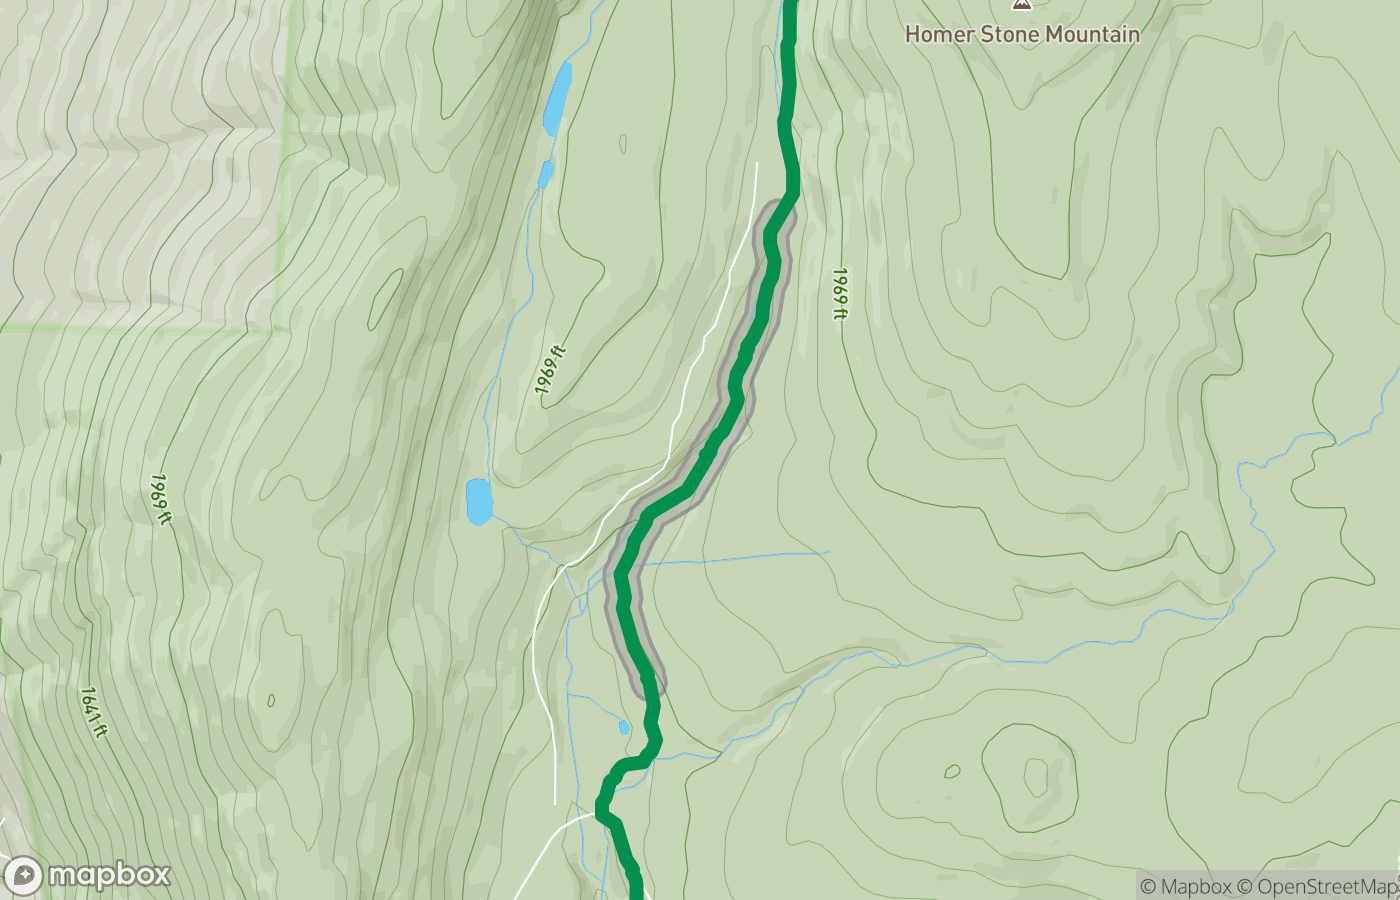 Homer Stone Mountain
1969 ft
1969 ft
1969 ft
1641 ft
mapbox
© Mapbox © OpenStreetMap